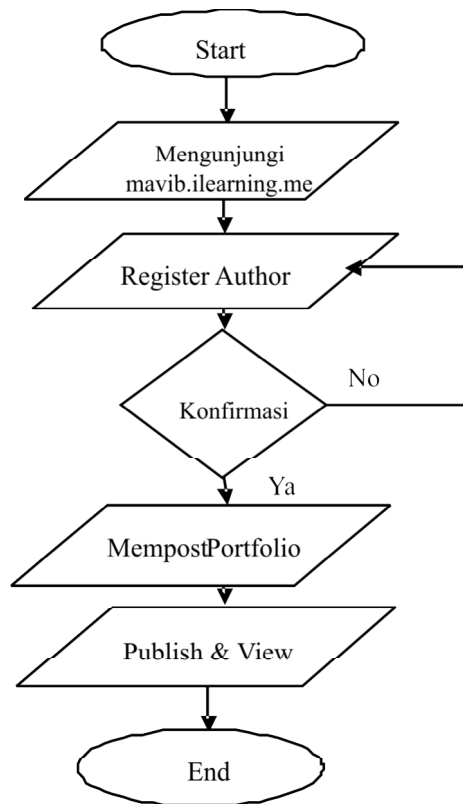 Start
Mengunjungi
mavib.ilearning.me
Register Author
No
Konfirmasi
Ya
MempostPortfolio
Publish & View
End